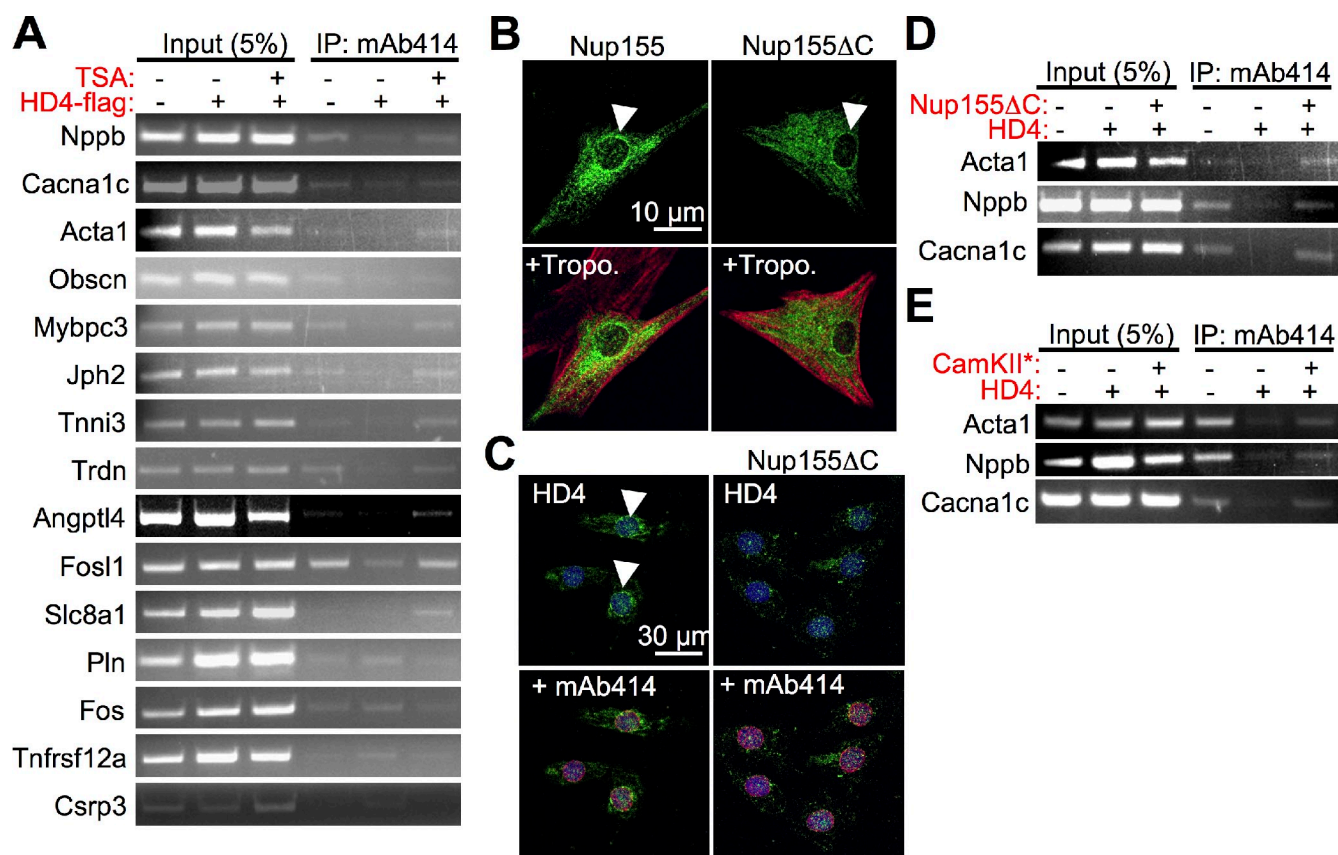 A
Input (5%) IP: mAb414
TSA: - - + - - +
HD4-flag: - + + - + +
Nppb
Cacna1c
Acta1
Obscn
Mybpc3
Jph2
Tnni3
Trdn
Angptl4
Fosl1
Slc8a1
Pln
Fos
Tnfrsf12a
Csrp3
B
Nup155 Nup155ΔC
10 μm
+Tropo. +Tropo.
C
Nup155ΔC
HD4 HD4
30 μm
+ mAb414 + mAb414
D
Input (5%) IP: mAb414
Nup155ΔC: - - + - - +
HD4: - + + - + +
Acta1
Nppb
Cacna1c
E
Input (5%) IP: mAb414
CamKII*: - - + - - +
HD4: - + + - + +
Acta1
Nppb
Cacna1c